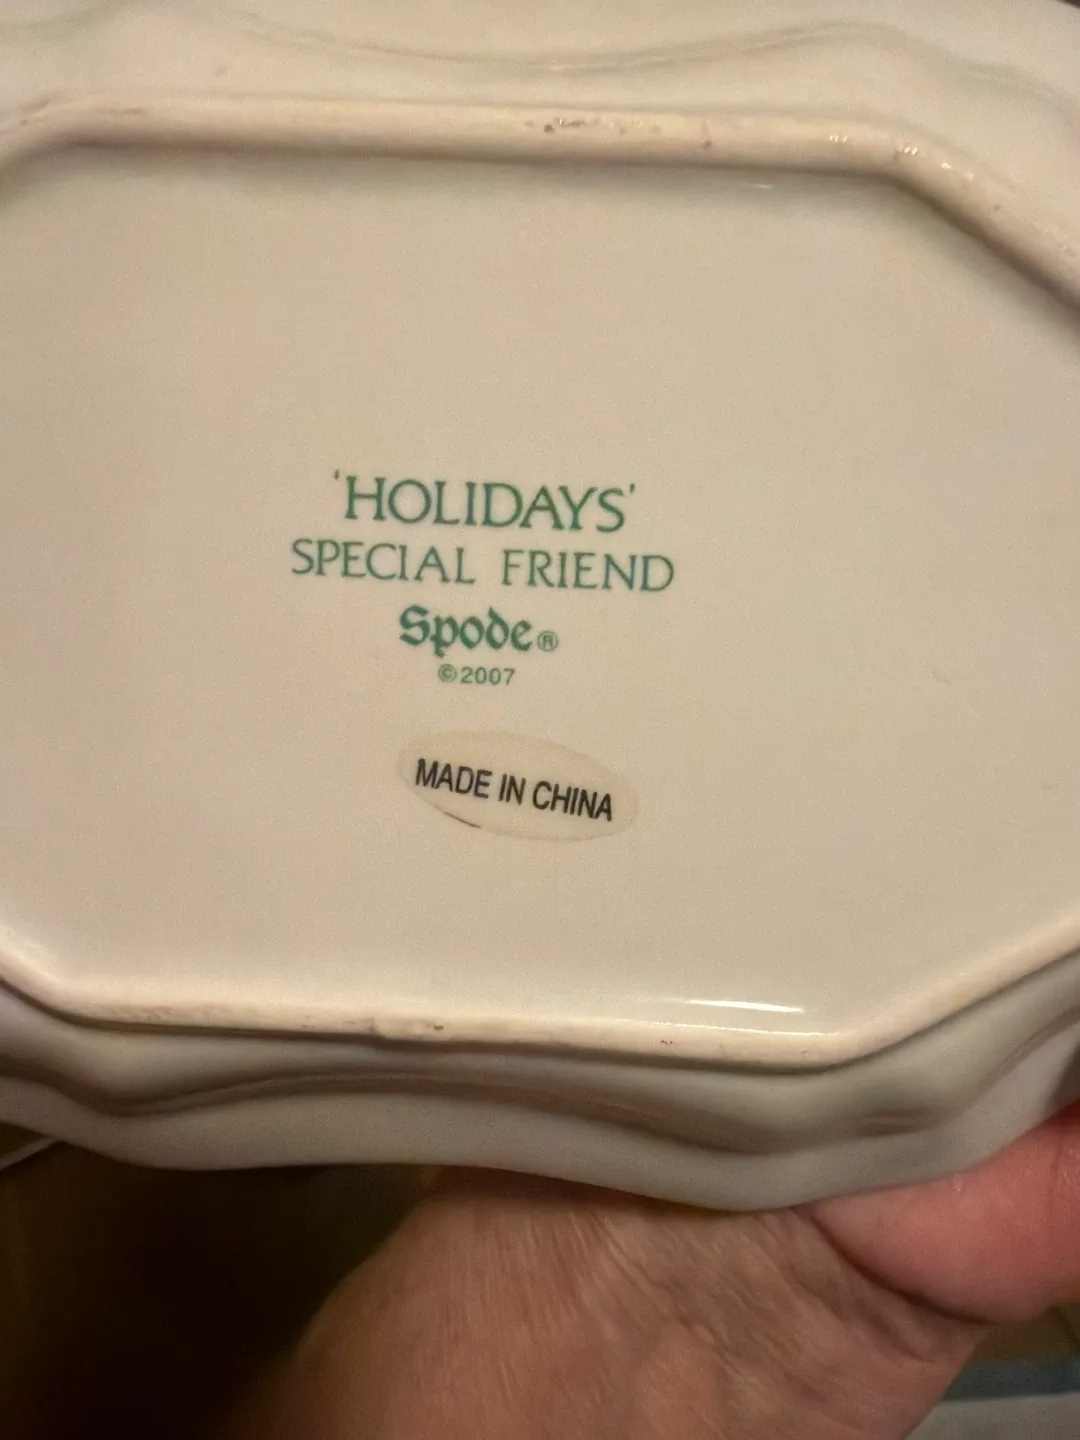 'HOLIDAYS'
SPECIAL FRIEND
Spode®
©2007
MADE IN CHINA